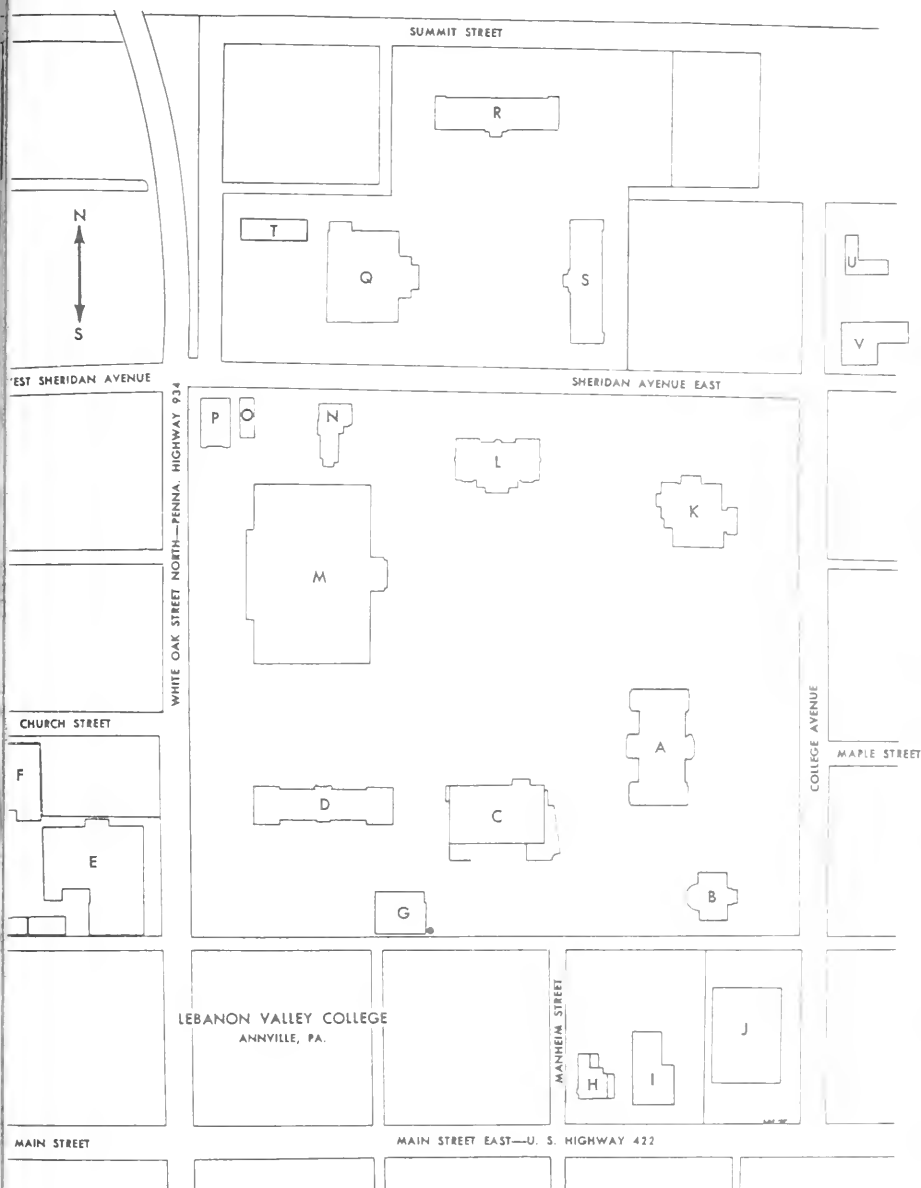 SUMMIT STREET
R
N
T
Q
S
U
S
V
EST SHERIDAN AVENUE
SHERIDAN AVENUE EAST
P
O
N
L
K
WHITE OAK STREET NORTH—PENNA. HIGHWAY 934
M
CHURCH STREET
COLLEGE AVENUE
A
MAPLE STREET
F
D
C
E
B
G
LEBANON VALLEY COLLEGE
ANNVILLE, PA.
MANHEIM STREET
J
H
I
MAIN STREET
MAIN STREET EAST—U. S. HIGHWAY 422